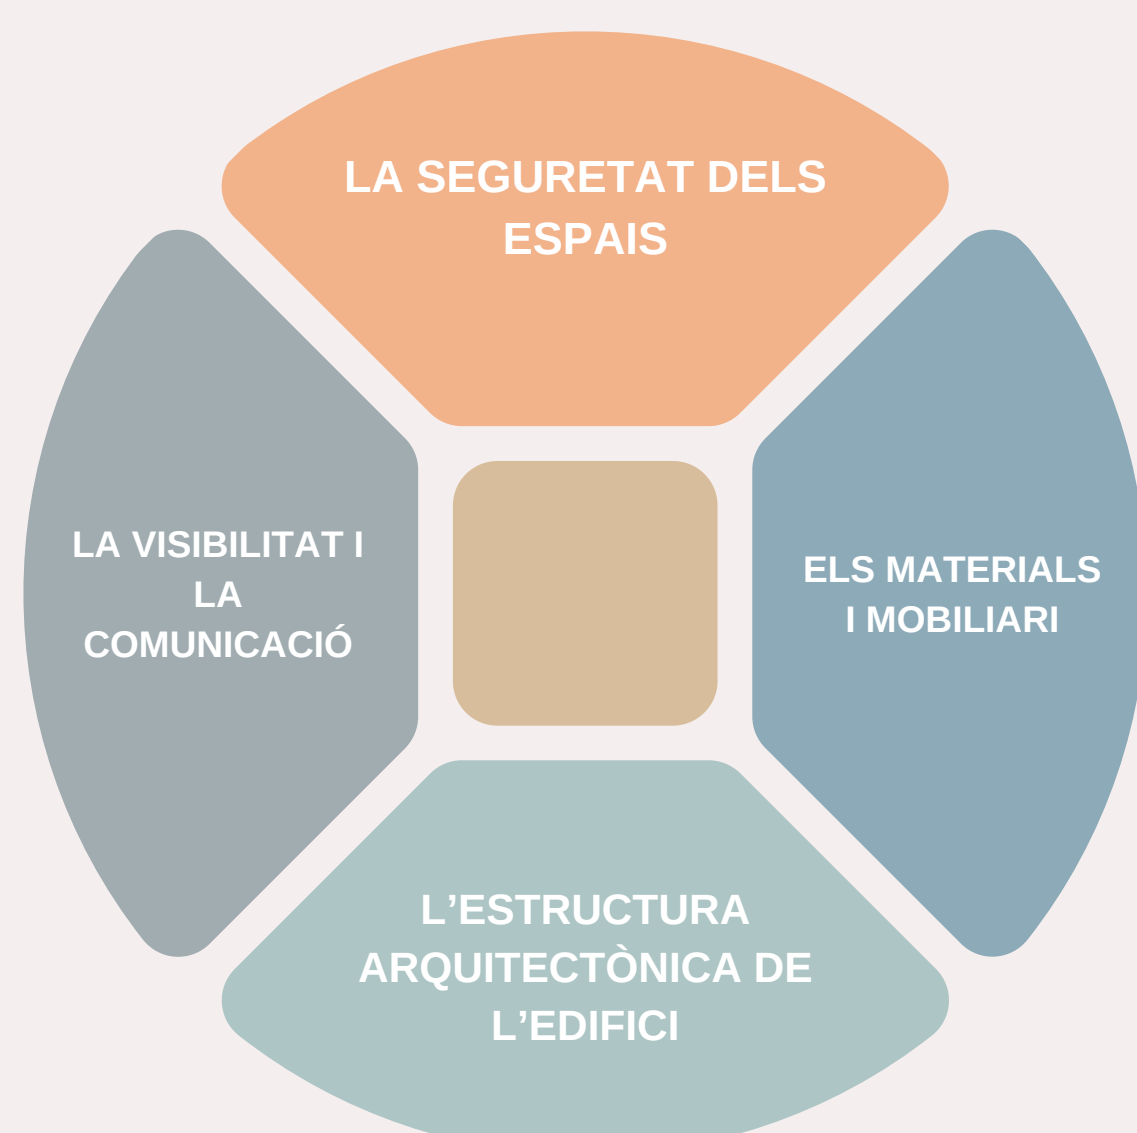 LA SEGURETAT DELS
ESPAIS
LA VISIBILITAT I
LA
COMUNICACIÓ
ELS MATERIALS
I MOBILIARI
L’ESTRUCTURA
ARQUITECTÒNICA DE
L’EDIFICI